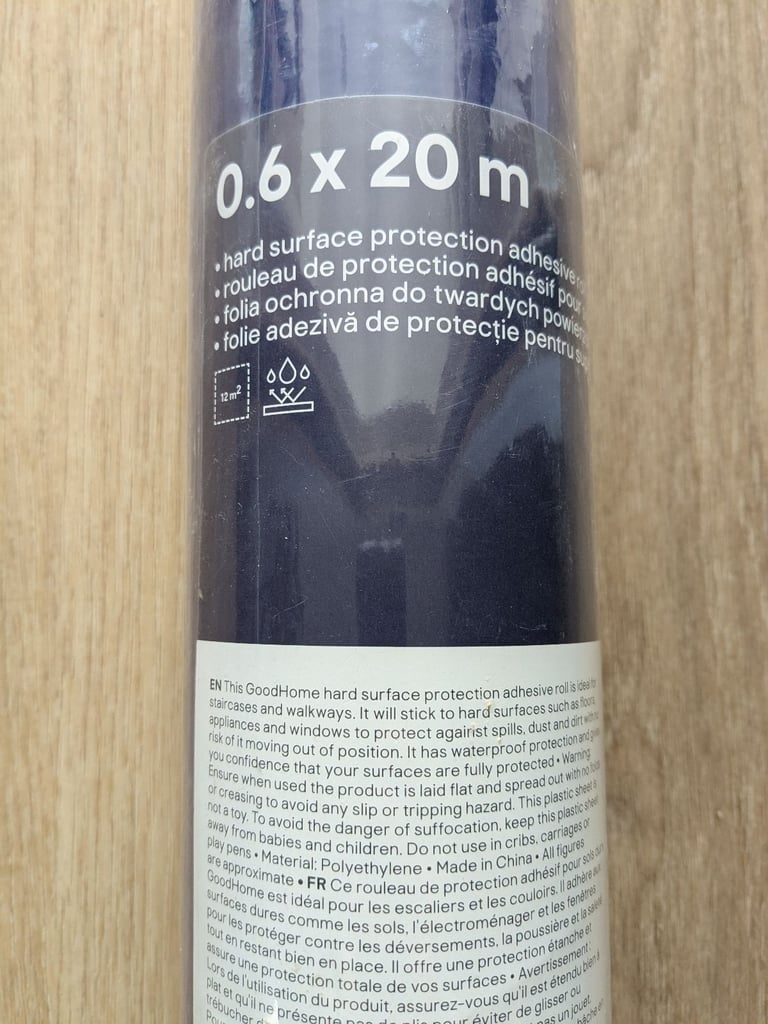 0.6 x 20 m
• hard surface protection adhesive
• rouleau de protection adhésif pour
• folia ochronna do twardych
• folie adezivă de protecție pentru
12 m²
EN This GoodHome hard surface protection adhesive roll is ideal for
staircases and walkways. It will stick to hard surfaces such as floors,
appliances and windows to protect against spills, dust and dirt with no
risk of it moving out of position. It has waterproof protection and gives
you confidence that your surfaces are fully protected • Warning:
Ensure when used the product is laid flat and spread out with no folds
or creasing to avoid any slip or tripping hazard. This plastic sheet is
not a toy. To avoid the danger of suffocation, keep this plastic sheet
away from babies and children. Do not use in cribs, carriages or
play pens • Material: Polyethylene • Made in China • All figures
are approximate • FR Ce rouleau de protection adhésif pour sols
GoodHome est idéal pour les escaliers et les couloirs. Il adhère aux
surfaces dures comme les sols, l'électroménager et les fenêtres
pour les protéger contre les déversements, la poussière et la saleté
tout en restant bien en place. Il offre une protection étanche et
assure une protection totale de vos surfaces • Avertissement :
Lors de l'utilisation du produit, assurez-vous qu'il est étendu bien à
plat et qu'il ne présente pas de plis pour éviter de glisser ou
trébucher pas un jouet.
bâche en